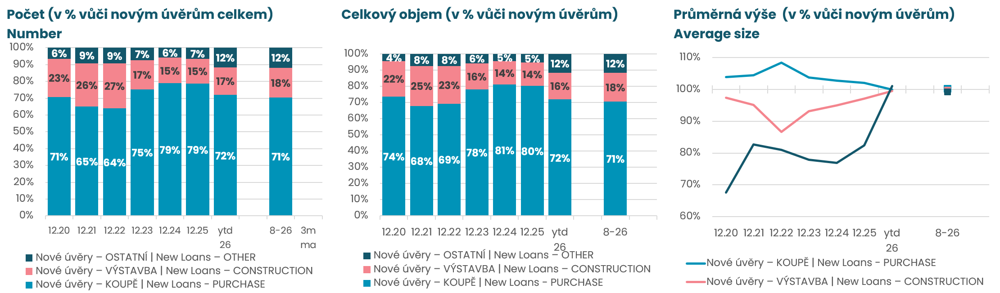 Počet (v % vůči novým úvěrům celkem)
Number
100%
90%
80%
70%
60%
50%
40%
30%
20%
10%
0%
6% 9% 9% 7% 6% 7% 12% 12%
23% 26% 27% 17% 15% 15% 17% 18%
71% 65% 64% 75% 79% 79% 72% 71%
12.20 12.21 12.22 12.23 12.24 12.25 ytd 8-26 3m
26 ma
Nové úvěry – OSTATNÍ | New Loans – OTHER
Nové úvěry – VÝSTAVBA | New Loans – CONSTRUCTION
Nové úvěry – KOUPĚ | New Loans - PURCHASE
Celkový objem (v % vůči novým úvěrům)
100%
90%
80%
70%
60%
50%
40%
30%
20%
10%
0%
4% 8% 8% 6% 5% 5% 12% 12%
22% 25% 23% 16% 14% 14% 16% 18%
74% 68% 69% 78% 81% 80% 72% 71%
12.20 12.21 12.22 12.23 12.24 12.25 ytd 8-26
26
Nové úvěry – OSTATNÍ | New Loans – OTHER
Nové úvěry – VÝSTAVBA | New Loans – CONSTRUCTION
Nové úvěry – KOUPĚ | New Loans - PURCHASE
Průměrná výše (v % vůči novým úvěrům)
Average size
110%
100%
90%
80%
70%
60%
12.20 12.21 12.22 12.23 12.24 12.25 ytd 8-26
26
Nové úvěry – KOUPĚ | New Loans - PURCHASE
Nové úvěry – VÝSTAVBA | New Loans – CONSTRUCTION